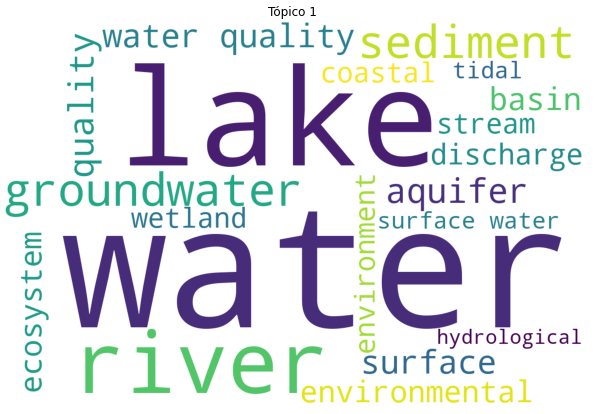 Tópico 1
water quality
sediment
quality
lake
coastal
tidal
basin
stream
discharge
groundwater
aquifer
wetland
environment
surface water
water
ecosystem
river
hydrological
surface
environmental